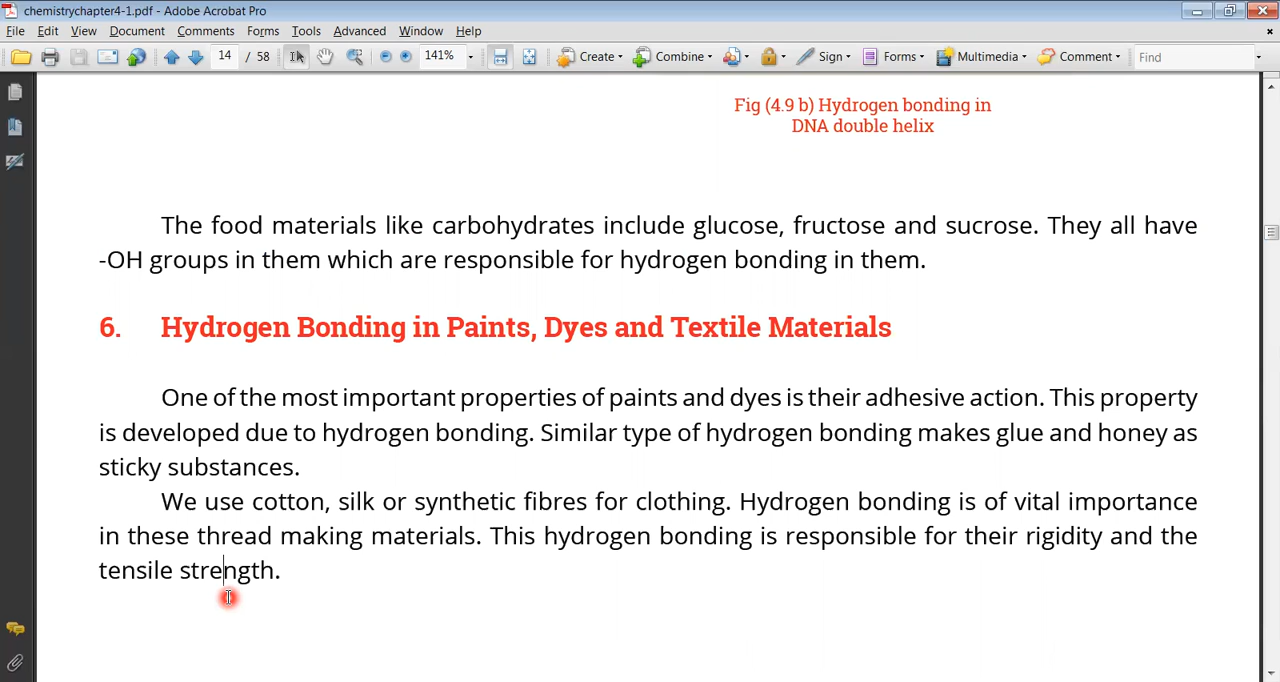 chemistrychapter4-1.pdf - Adobe Acrobat Pro
File Edit View Document Comments Forms Tools Advanced Window Help
14 / 58 141% Create Combine Sign Forms Multimedia Comment Find
Fig (4.9 b) Hydrogen bonding in
DNA double helix
The food materials like carbohydrates include glucose, fructose and sucrose. They all have
-OH groups in them which are responsible for hydrogen bonding in them.
6. Hydrogen Bonding in Paints, Dyes and Textile Materials
One of the most important properties of paints and dyes is their adhesive action. This property
is developed due to hydrogen bonding. Similar type of hydrogen bonding makes glue and honey as
sticky substances.
We use cotton, silk or synthetic fibres for clothing. Hydrogen bonding is of vital importance
in these thread making materials. This hydrogen bonding is responsible for their rigidity and the
tensile strength.